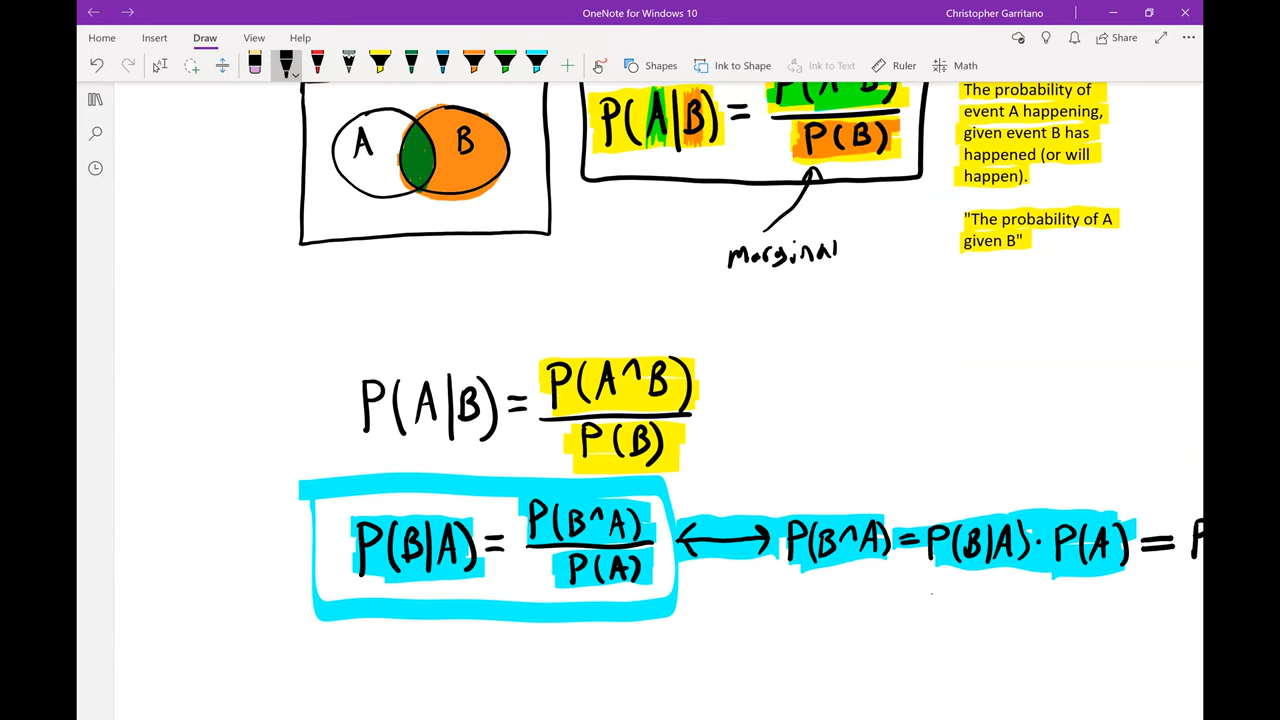 OneNote for Windows 10
Christopher Garritano
Home Insert Draw View Help
Share
Shapes
Ink to Shape
Ink to Text
Ruler
Math
A B
P(A|B) = P(A^B)
P(B)
marginal
The probability of
event A happening,
given event B has
happened (or will
happen).
"The probability of A
given B"
P(A|B) = P(A^B)
P(B)
P(B|A) = P(B^A)
P(A)
P(B^A) = P(B|A) · P(A) = P